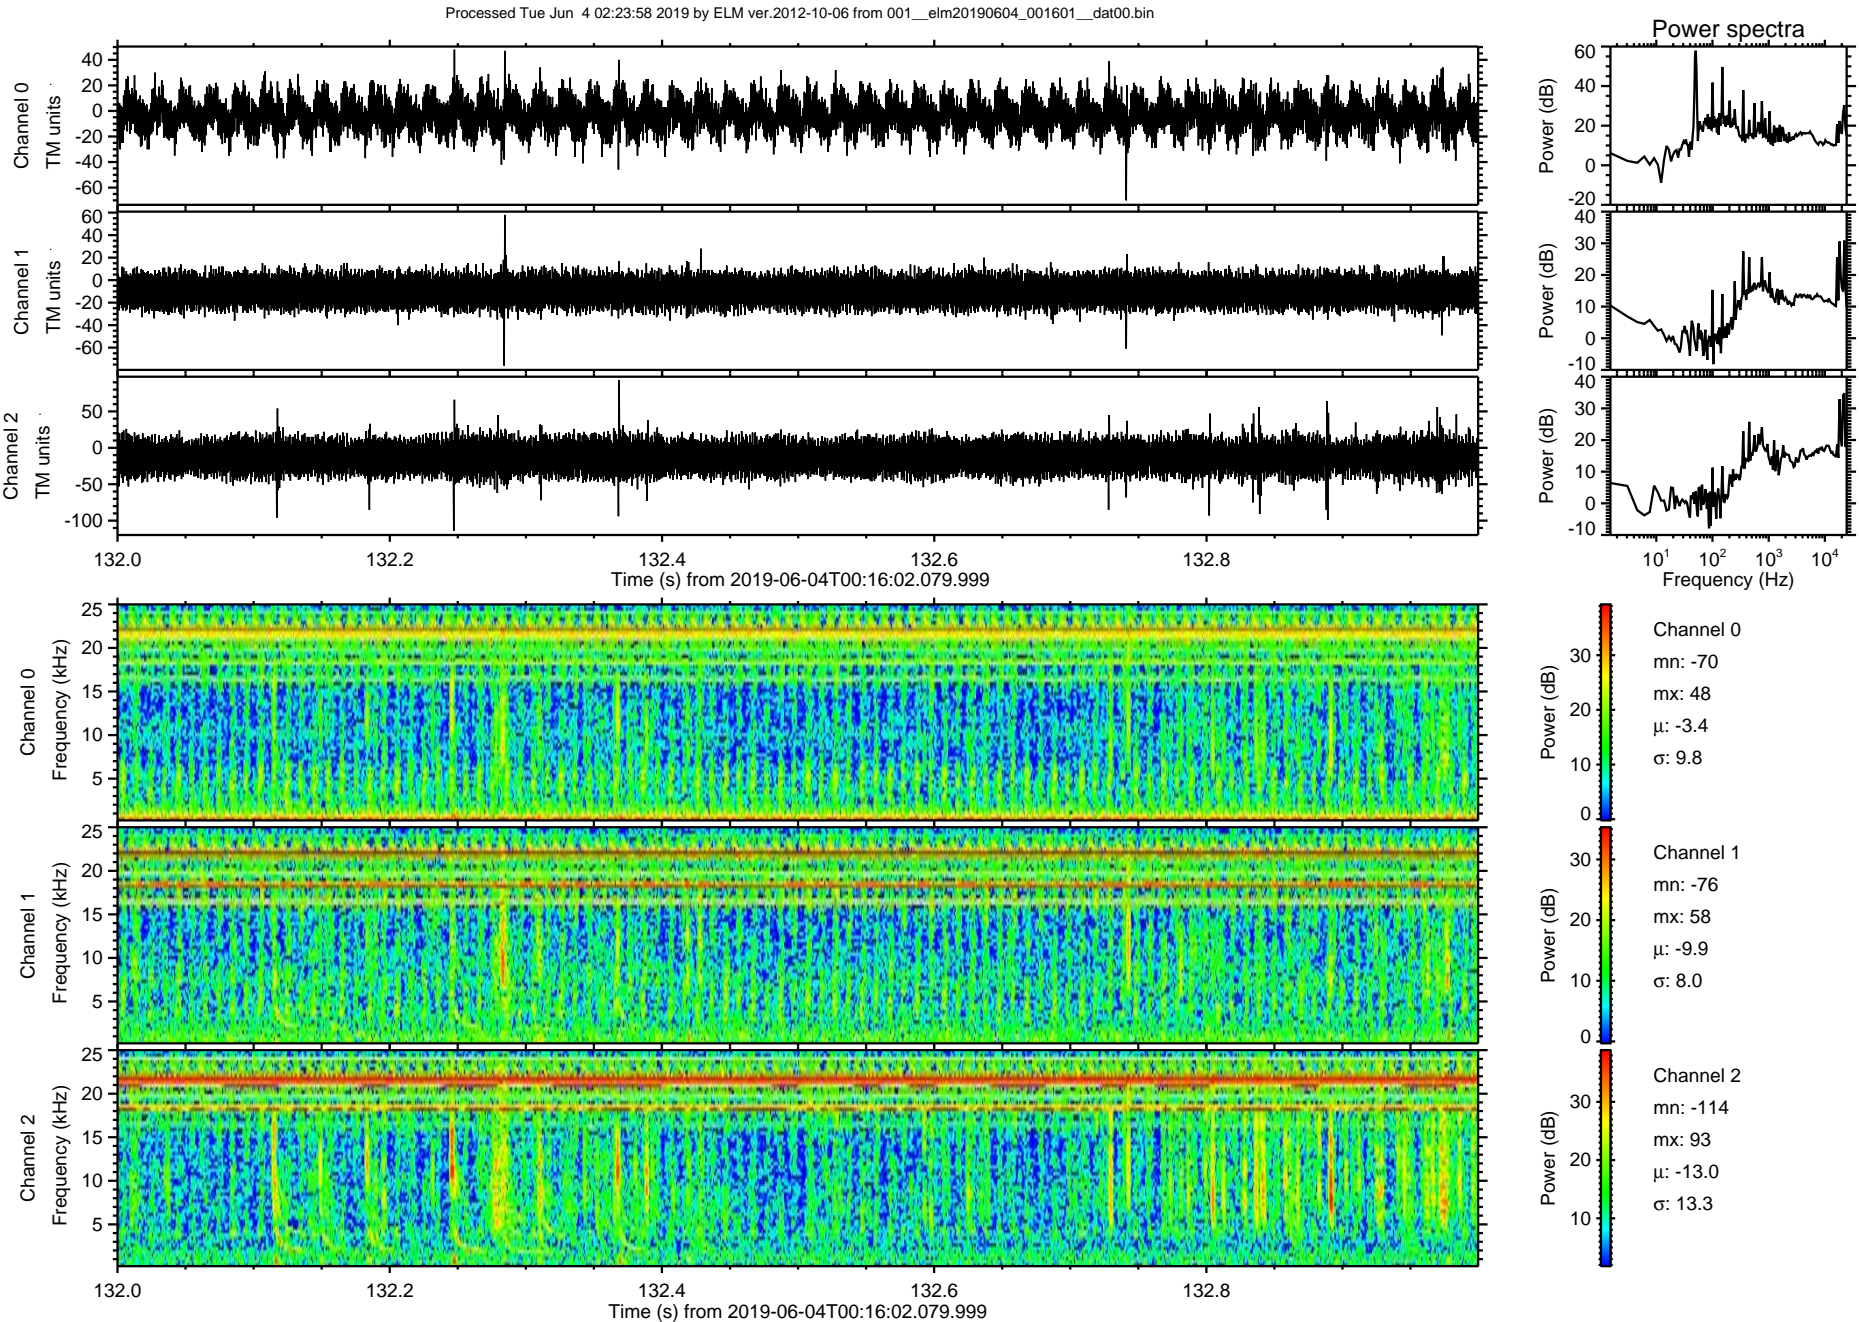 Processed Tue Jun 4 02:23:58 2019 by ELM ver.2012-10-06 from 001__elm20190604_001601__dat00.bin
Power spectra
Channel 0
TM units
40
20
0
-20
-40
-60
Power (dB)
60
40
20
0
-20
Channel 1
TM units
60
40
20
0
-20
-40
-60
Power (dB)
40
30
20
10
0
-10
Channel 2
TM units
50
0
-50
-100
Power (dB)
40
30
20
10
0
-10
132.0 132.2 132.4 132.6 132.8
Time (s) from 2019-06-04T00:16:02.079.999
10^1 10^2 10^3 10^4
Frequency (Hz)
Channel 0
Frequency (kHz)
25
20
15
10
5
Power (dB)
30
20
10
0
Channel 0
mn: -70
mx: 48
μ: -3.4
σ: 9.8
Channel 1
Frequency (kHz)
25
20
15
10
5
Power (dB)
30
20
10
0
Channel 1
mn: -76
mx: 58
μ: -9.9
σ: 8.0
Channel 2
Frequency (kHz)
25
20
15
10
5
Power (dB)
30
20
10
Channel 2
mn: -114
mx: 93
μ: -13.0
σ: 13.3
132.0 132.2 132.4 132.6 132.8
Time (s) from 2019-06-04T00:16:02.079.999